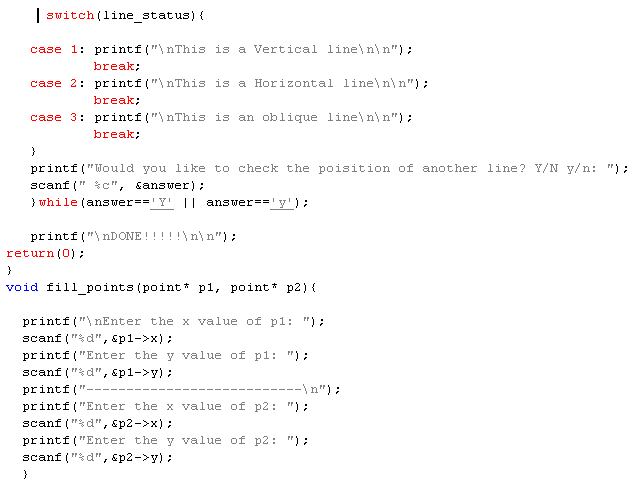 switch(line_status){
case 1: printf("\nThis is a Vertical line\n\n");
break;
case 2: printf("\nThis is a Horizontal line\n\n");
break;
case 3: printf("\nThis is an oblique line\n\n");
break;
}
printf("Would you like to check the poisition of another line? Y/N y/n: ");
scanf(" %c", &answer);
}while(answer=='Y' || answer=='y');
printf("\nDONE!!!!!\n\n");
return(0);
}
void fill_points(point* p1, point* p2){
printf("\nEnter the x value of p1: ");
scanf("%d",&p1->x);
printf("Enter the y value of p1: ");
scanf("%d",&p1->y);
printf("---------------------------\n");
printf("Enter the x value of p2: ");
scanf("%d",&p2->x);
printf("Enter the y value of p2: ");
scanf("%d",&p2->y);
}